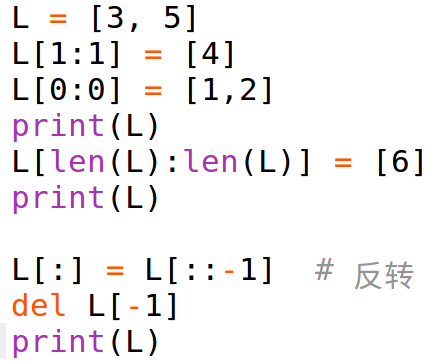 L = [3, 5]
L[1:1] = [4]
L[0:0] = [1,2]
print(L)
L[len(L):len(L)] = [6]
print(L)
L[:] = L[::-1]  # 反转
del L[-1]
print(L)